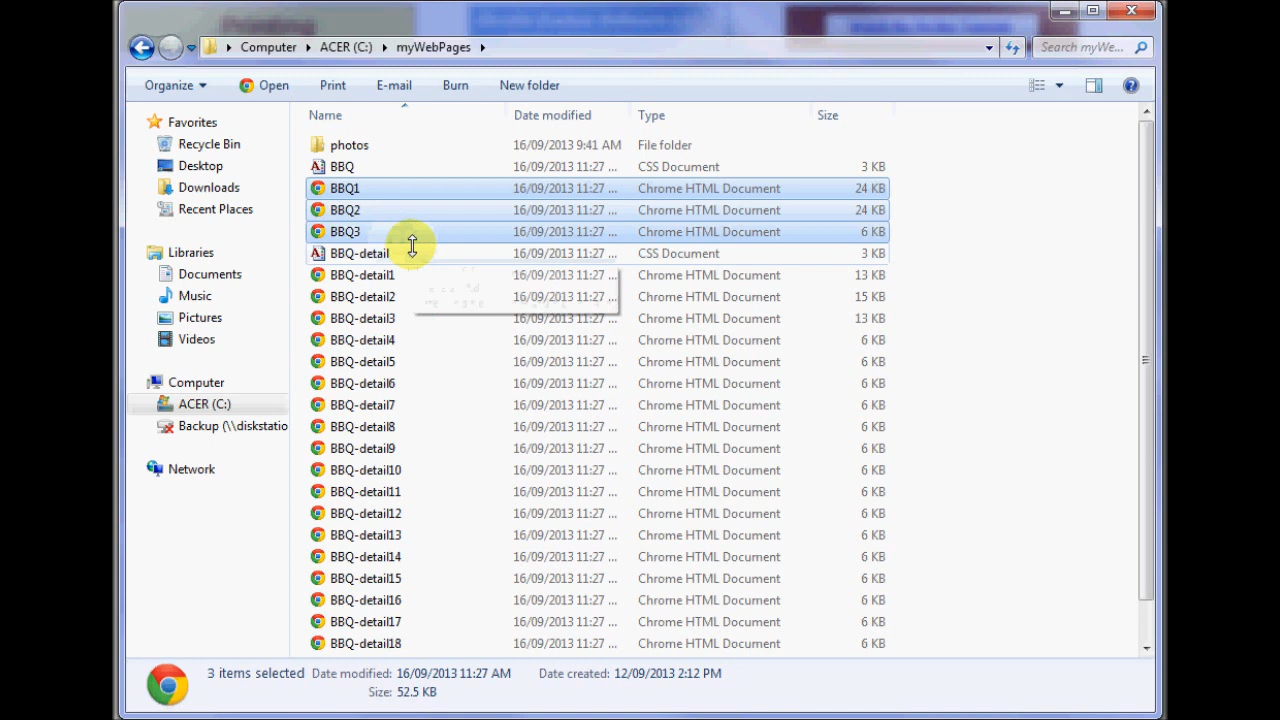 Computer ACER (C:) myWebPages Search myWe...
Organize Open Print E-mail Burn New folder
Name Date modified Type Size
Favorites
Recycle Bin
Desktop
Downloads
Recent Places
Libraries
Documents
Music
Pictures
Videos
Computer
ACER (C:)
Backup (\\diskstatio
Network
photos 16/09/2013 9:41 AM File folder
BBQ 16/09/2013 11:27 ... CSS Document 3 KB
BBQ1 16/09/2013 11:27 ... Chrome HTML Document 24 KB
BBQ2 16/09/2013 11:27 ... Chrome HTML Document 24 KB
BBQ3 16/09/2013 11:27 ... Chrome HTML Document 6 KB
BBQ-detail 16/09/2013 11:27 ... CSS Document 3 KB
BBQ-detail1 16/09/2013 11:27 ... Chrome HTML Document 13 KB
BBQ-detail2 16/09/2013 11:27 ... Chrome HTML Document 15 KB
BBQ-detail3 16/09/2013 11:27 ... Chrome HTML Document 13 KB
BBQ-detail4 16/09/2013 11:27 ... Chrome HTML Document 6 KB
BBQ-detail5 16/09/2013 11:27 ... Chrome HTML Document 6 KB
BBQ-detail6 16/09/2013 11:27 ... Chrome HTML Document 6 KB
BBQ-detail7 16/09/2013 11:27 ... Chrome HTML Document 6 KB
BBQ-detail8 16/09/2013 11:27 ... Chrome HTML Document 6 KB
BBQ-detail9 16/09/2013 11:27 ... Chrome HTML Document 6 KB
BBQ-detail10 16/09/2013 11:27 ... Chrome HTML Document 6 KB
BBQ-detail11 16/09/2013 11:27 ... Chrome HTML Document 6 KB
BBQ-detail12 16/09/2013 11:27 ... Chrome HTML Document 6 KB
BBQ-detail13 16/09/2013 11:27 ... Chrome HTML Document 6 KB
BBQ-detail14 16/09/2013 11:27 ... Chrome HTML Document 6 KB
BBQ-detail15 16/09/2013 11:27 ... Chrome HTML Document 6 KB
BBQ-detail16 16/09/2013 11:27 ... Chrome HTML Document 6 KB
BBQ-detail17 16/09/2013 11:27 ... Chrome HTML Document 6 KB
BBQ-detail18 16/09/2013 11:27 ... Chrome HTML Document 6 KB
3 items selected Date modified: 16/09/2013 11:27 AM Date created: 12/09/2013 2:12 PM
Size: 52.5 KB